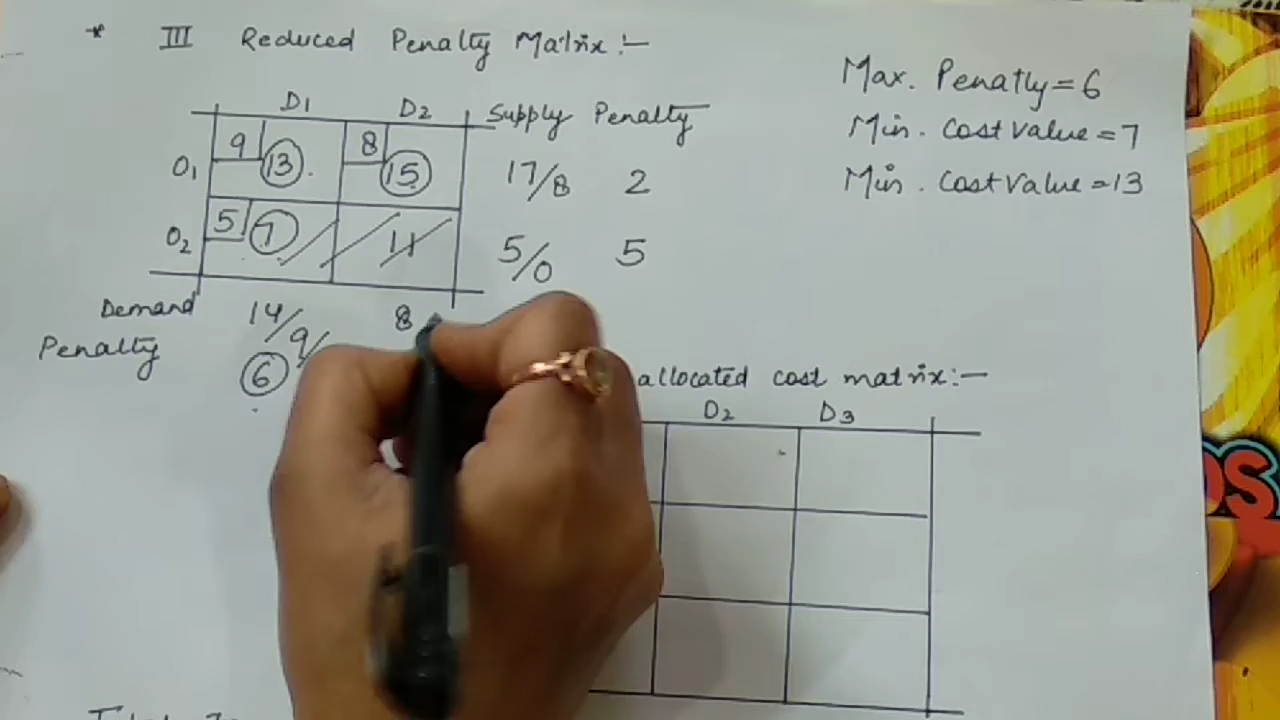 * III Reduced Penalty Matrix :-
Max. Penatly = 6
Min. Cost Value = 7
Min. Cost Value = 13
D1 D2 Supply Penalty
O1 9 13 8 15 17/8 2
O2 5 7 11 5/0 5
Demand 14/9/ 8
Penalty 6
allocated cost matrix :-
D2 D3
OS